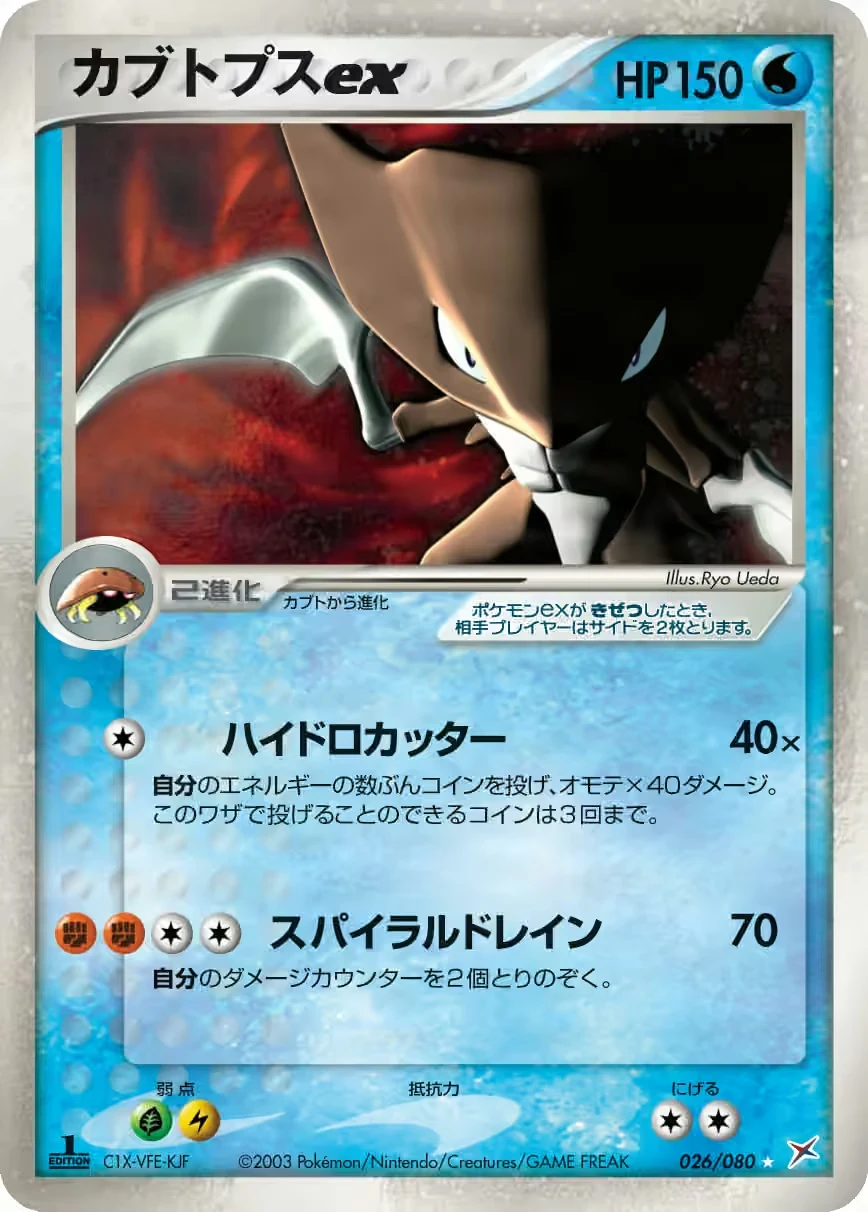 カブトプスex
HP150
2進化
カブトから進化
Illus.Ryo Ueda
ポケモンexが きぜつしたとき、
相手プレイヤーはサイドを2枚とります。
ハイドロカッター 40×
自分のエネルギーの数ぶんコインを投げ、オモテ×40ダメージ。
このワザで投げることのできるコインは3回まで。
スパイラルドレイン 70
自分のダメージカウンターを2個とりのぞく。
弱点 抵抗力 にげる
1
EDITION
C1X-VFE-KJF ©2003 Pokémon/Nintendo/Creatures/GAME FREAK 026/080